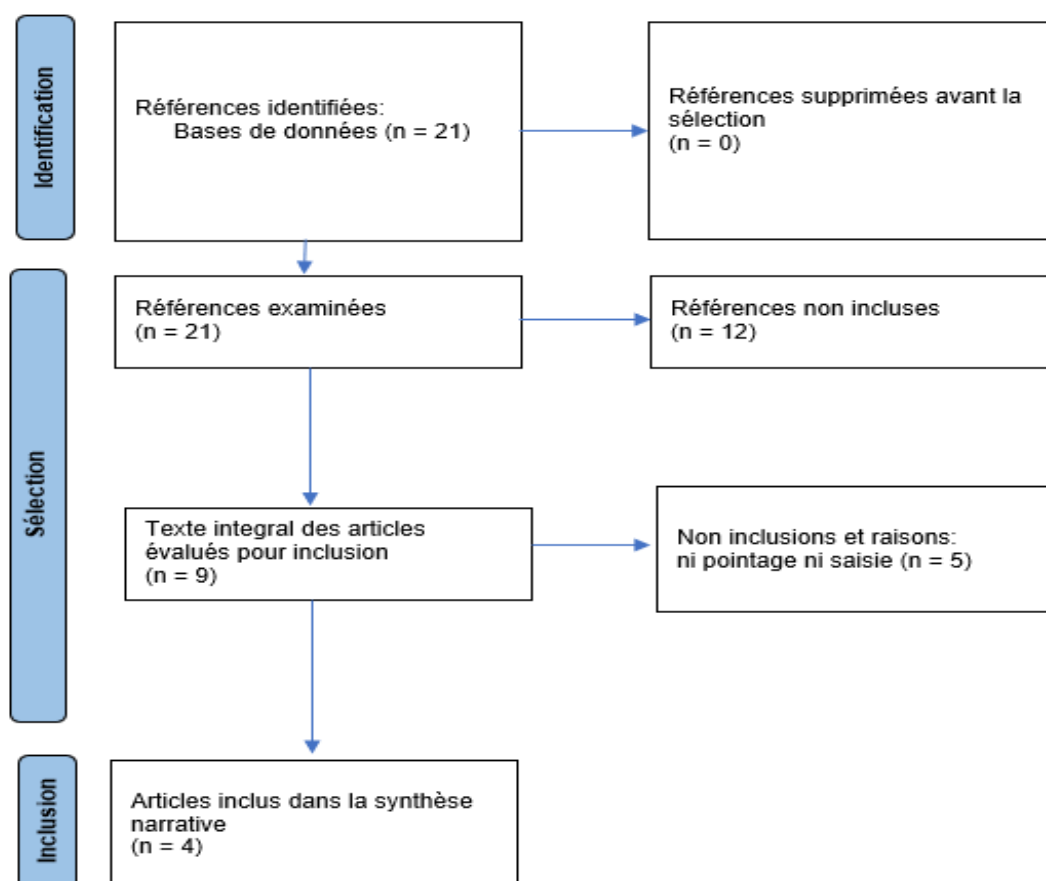 Identification
Références identifiées:
Bases de données (n = 21)
Références supprimées avant la
sélection
(n = 0)
Sélection
Références examinées
(n = 21)
Références non incluses
(n = 12)
Texte integral des articles
évalués pour inclusion
(n = 9)
Non inclusions et raisons:
ni pointage ni saisie (n = 5)
Inclusion
Articles inclus dans la synthèse
narrative
(n = 4)